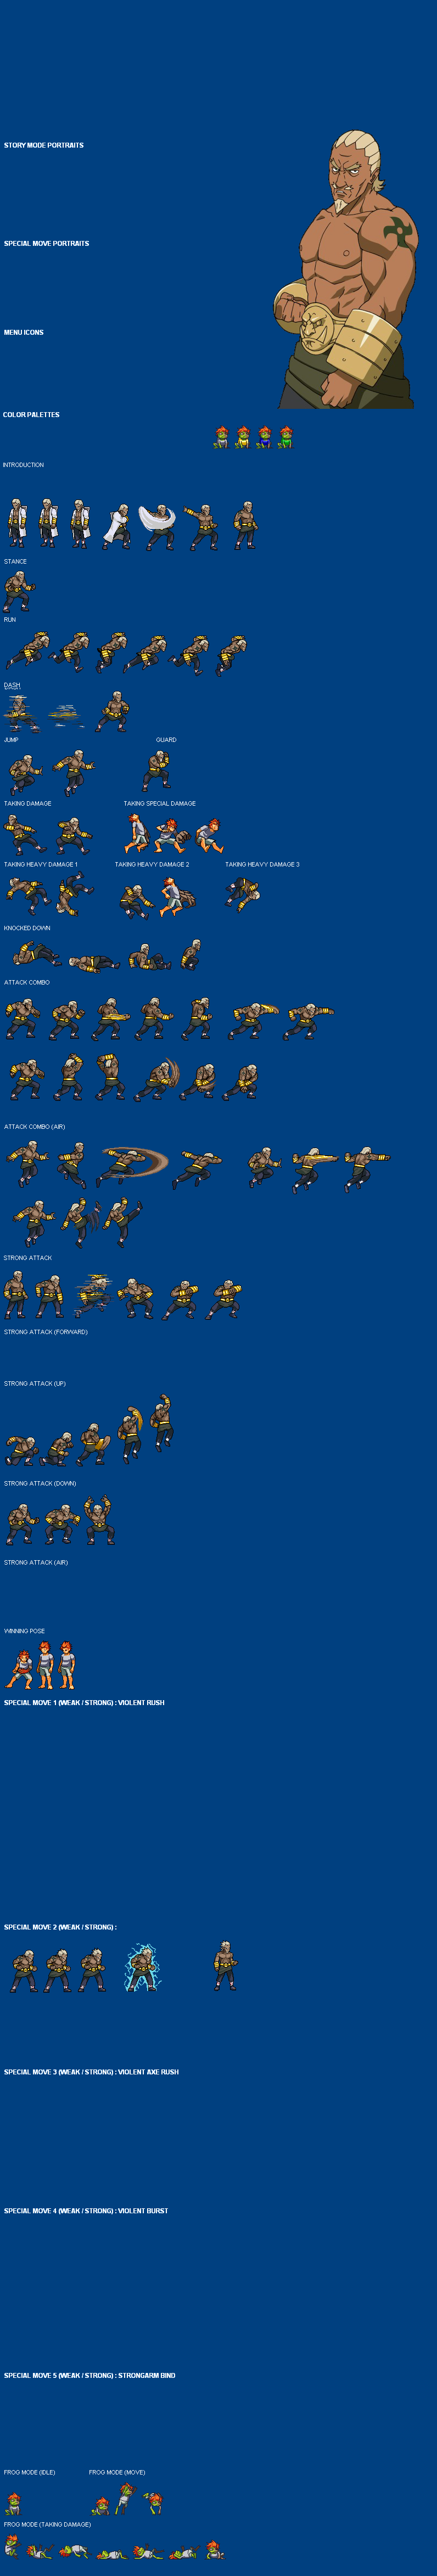 STORY MODE PORTRAITS
SPECIAL MOVE PORTRAITS
MENU ICONS
COLOR PALETTES
INTRODUCTION
STANCE
RUN
DASH
JUMP
GUARD
TAKING DAMAGE
TAKING SPECIAL DAMAGE
TAKING HEAVY DAMAGE 1
TAKING HEAVY DAMAGE 2
TAKING HEAVY DAMAGE 3
KNOCKED DOWN
ATTACK COMBO
ATTACK COMBO (AIR)
STRONG ATTACK
STRONG ATTACK (FORWARD)
STRONG ATTACK (UP)
STRONG ATTACK (DOWN)
STRONG ATTACK (AIR)
WINNING POSE
SPECIAL MOVE 1 (WEAK / STRONG) : VIOLENT RUSH
SPECIAL MOVE 2 (WEAK / STRONG) :
SPECIAL MOVE 3 (WEAK / STRONG) : VIOLENT AXE RUSH
SPECIAL MOVE 4 (WEAK / STRONG) : VIOLENT BURST
SPECIAL MOVE 5 (WEAK / STRONG) : STRONGARM BIND
FROG MODE (IDLE)
FROG MODE (MOVE)
FROG MODE (TAKING DAMAGE)